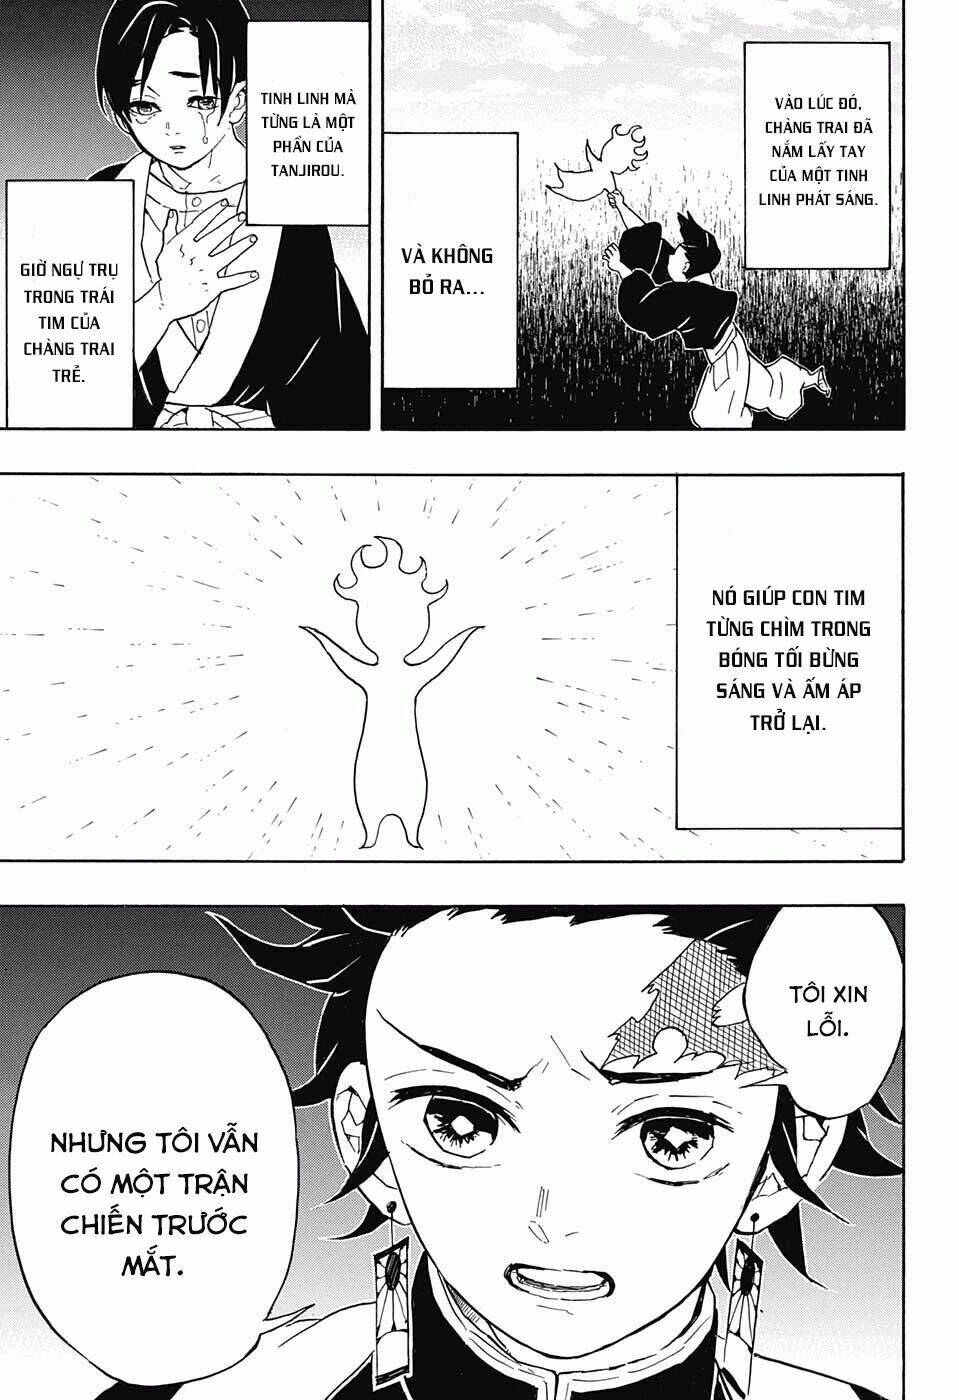 VÀO LÚC ĐÓ,
CHÀNG TRAI ĐÃ
NẮM LẤY TAY
CỦA MỘT TINH
LINH PHÁT SÁNG.
VÀ KHÔNG
BỎ RA...
TINH LINH MÀ
TỪNG LÀ MỘT
PHẦN CỦA
TANJIROU.
GIỜ NGỰ TRỤ
TRONG TRÁI
TIM CỦA
CHÀNG TRAI
TRẺ.
NÓ GIÚP CON TIM
TỪNG CHÌM TRONG
BÓNG TỐI BỪNG
SÁNG VÀ ẤM ÁP
TRỞ LẠI.
TÔI XIN
LỖI.
NHƯNG TÔI VẪN
CÓ MỘT TRẬN
CHIẾN TRƯỚC
MẮT.